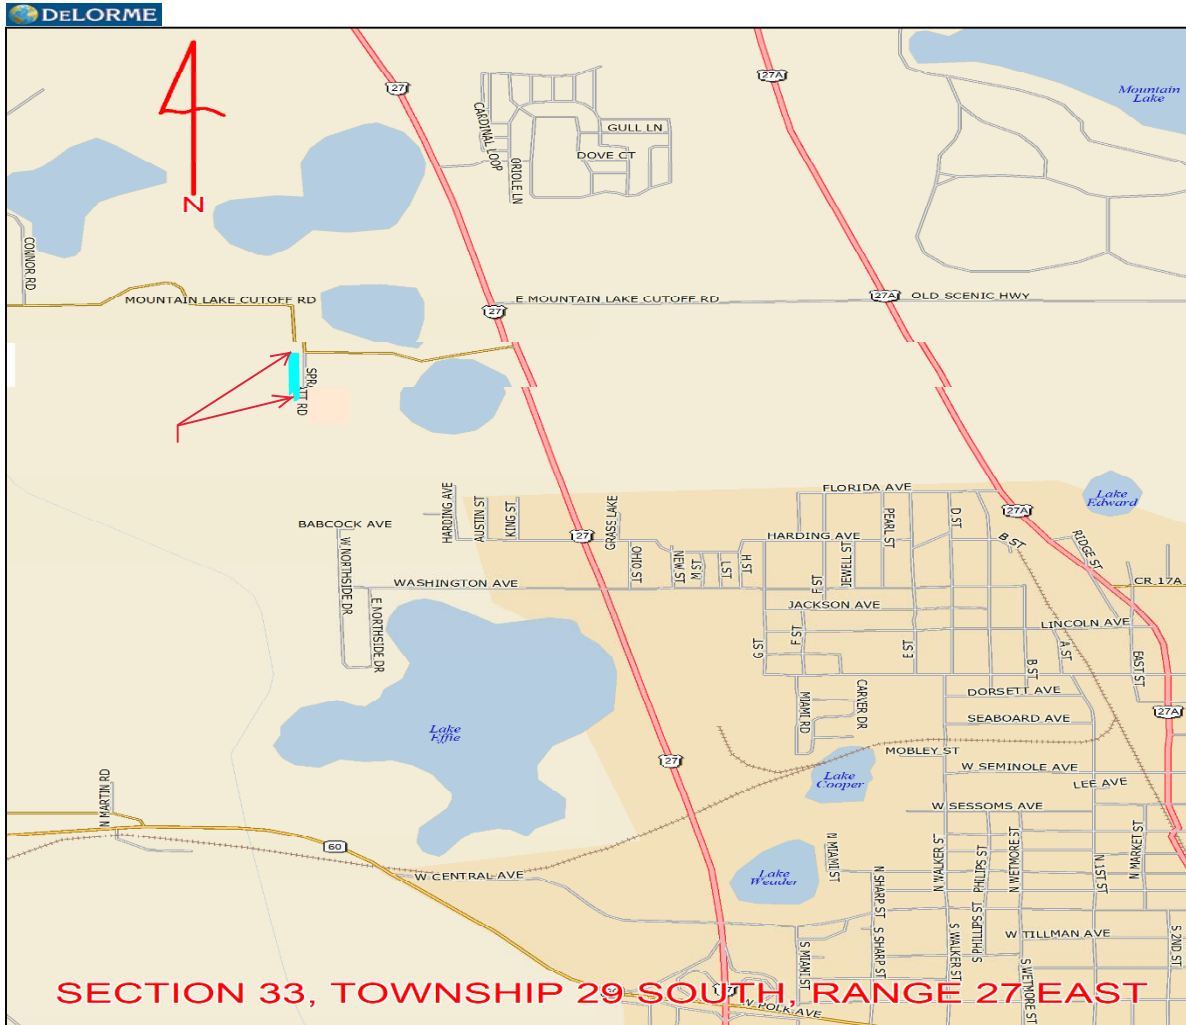 DELORME
27
27A
Mountain
Lake
CARDINAL LOOP
GULL LN
DOVE CT
ORIOLE LN
N
CONNOR RD
MOUNTAIN LAKE CUTOFF RD
E MOUNTAIN LAKE CUTOFF RD
27A
OLD SCENIC HWY
27
SPRATT RD
FLORIDA AVE
Lake
Edward
HARDING AVE
AUSTIN ST
KING ST
GRASS LAKE
PEARL ST
D ST
27A
BABCOCK AVE
27
HARDING AVE
B ST
RIDGE ST
W NORTHSIDE DR
OHIO ST
NEW ST
M ST
L ST
H ST
F ST
JEWELL ST
WASHINGTON AVE
CR 17A
E NORTHSIDE DR
JACKSON AVE
LINCOLN AVE
G ST
F ST
E ST
A ST
B ST
EAST ST
DORSETT AVE
MIAMI RD
CARVER DR
27A
SEABOARD AVE
Lake
Effie
MOBLEY ST
27
W SEMINOLE AVE
Lake
Cooper
LEE AVE
N MARTIN RD
W SESSOMS AVE
60
N MIAMI ST
N WALKER ST
PHILIPS ST
N WETMORE ST
N 1 ST
N MARKET ST
W CENTRAL AVE
Lake
Weader
N SHARP ST
S PHILIPS ST
W TILLMAN AVE
S MIAMI ST
S SHARP ST
S WALKER ST
S WETMORE ST
S 2ND ST
SECTION 33, TOWNSHIP 29 SOUTH, RANGE 27 EAST
60
27
W POLK AVE